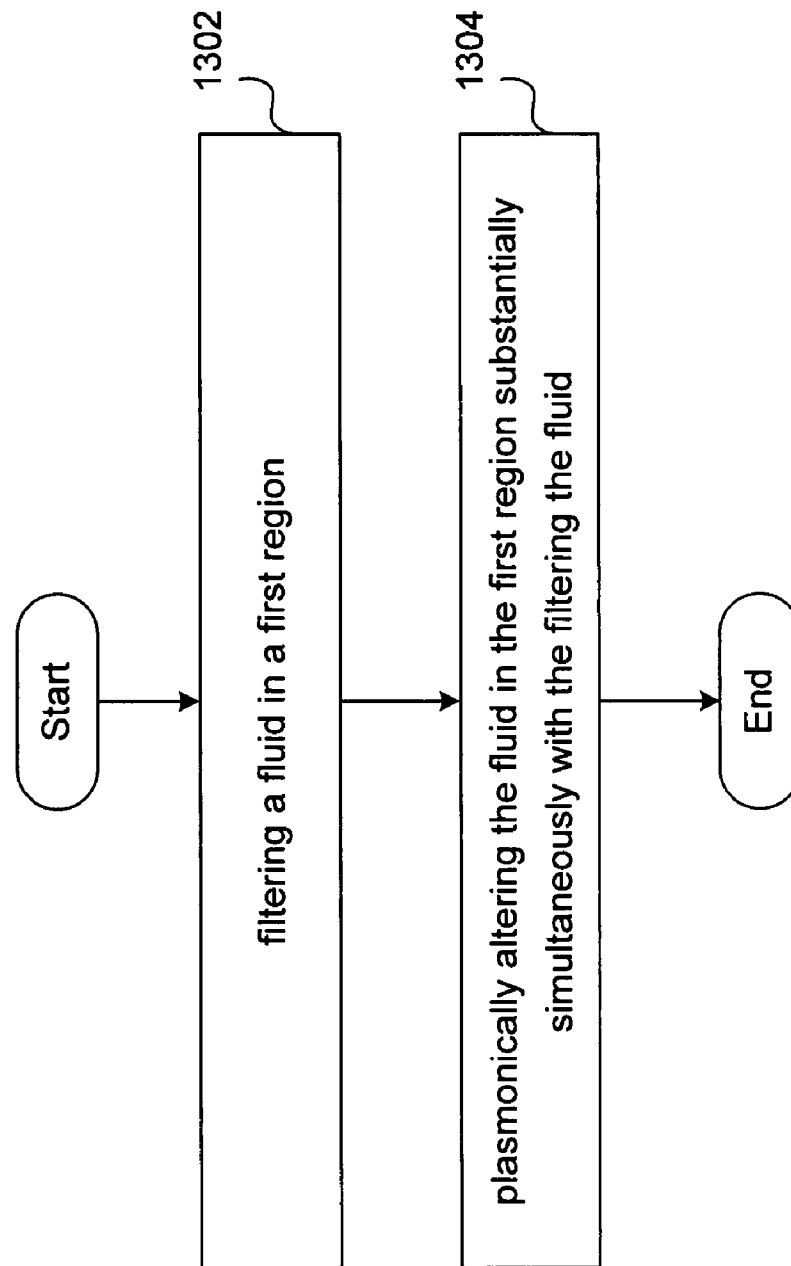 Start
1302
filtering a fluid in a first region
1304
plasmonically altering the fluid in the first region substantially
simultaneously with the filtering the fluid
End